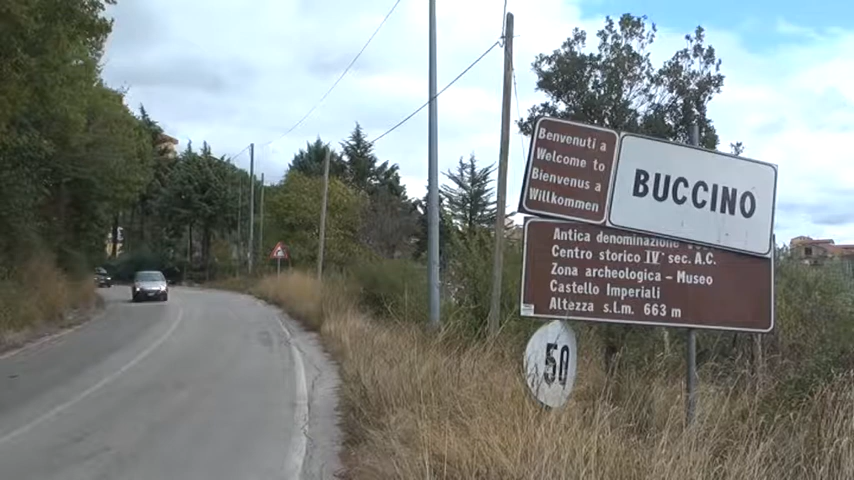 Benvenuti a
Welcome to
Bienvenus a
Willkommen
BUCCINO
Antica denominazione
Centro storico IV° sec. A.C.
Zona archeologica - Museo
Castello Imperiali
Altezza s.l.m. 663 m
50